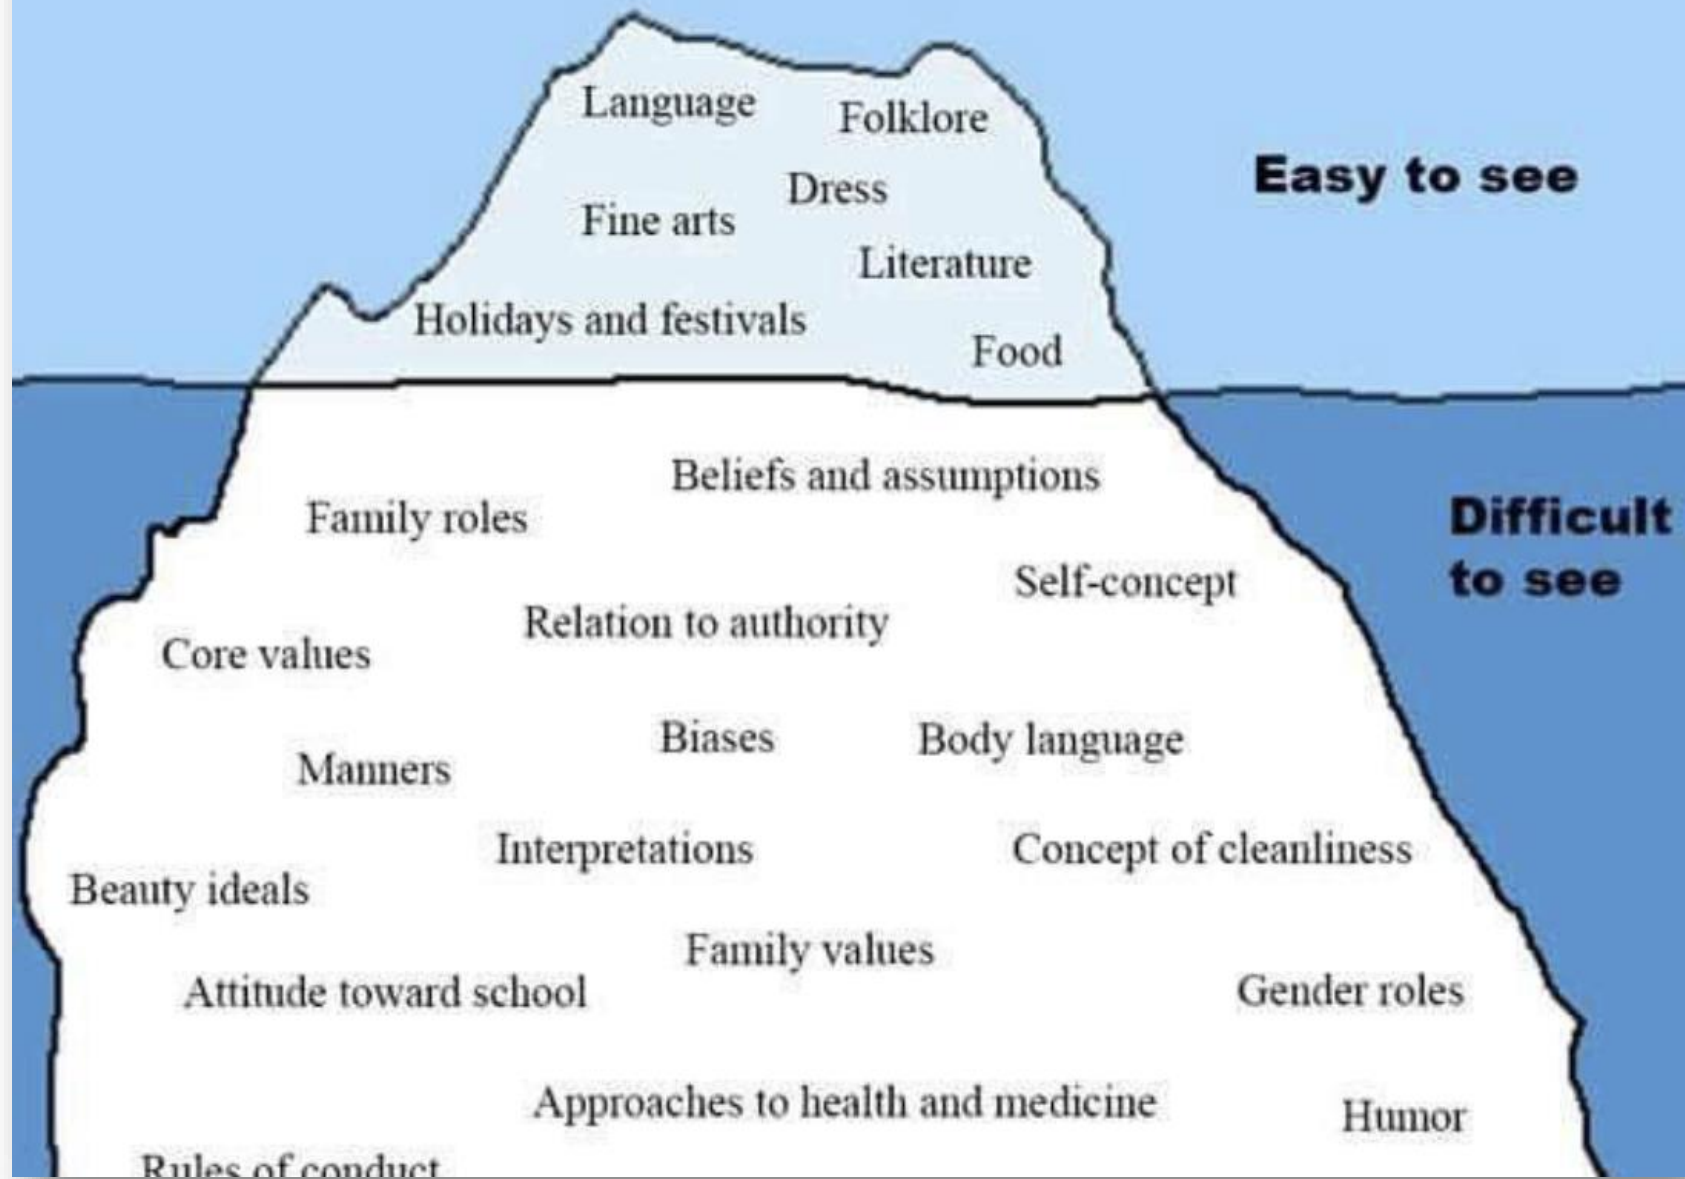 Language
Folklore
Easy to see
Dress
Fine arts
Literature
Holidays and festivals
Food
Beliefs and assumptions
Family roles
Difficult
to see
Self-concept
Relation to authority
Core values
Biases
Body language
Manners
Interpretations
Concept of cleanliness
Beauty ideals
Family values
Attitude toward school
Gender roles
Approaches to health and medicine
Humor
Rules of conduct